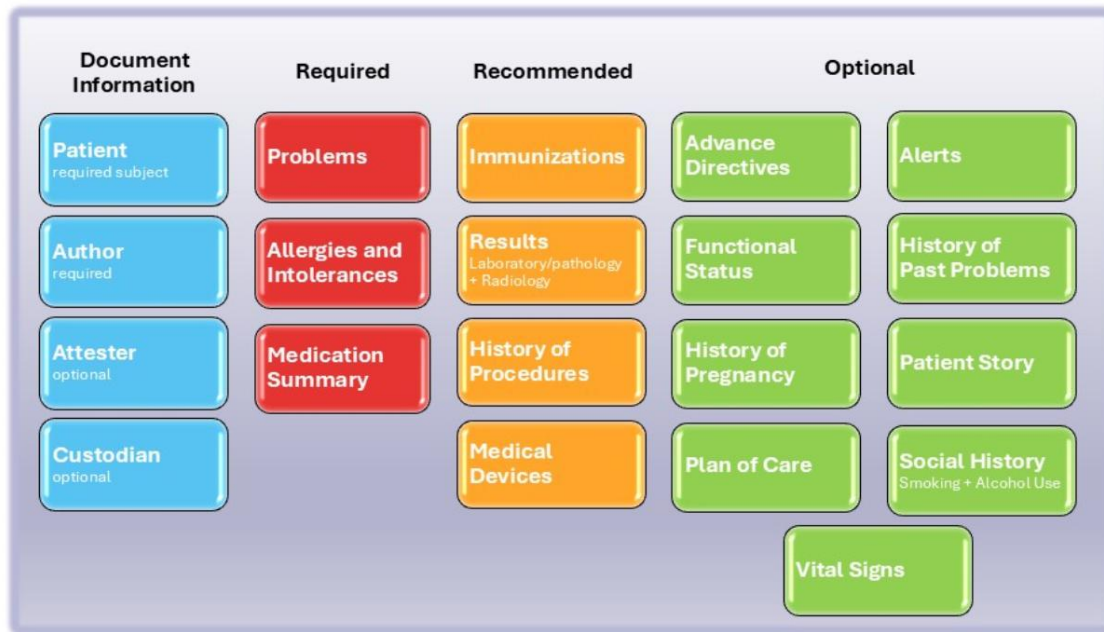 Document
Information
Required
Recommended
Optional
Patient
required subject
Author
required
Attester
optional
Custodian
optional
Problems
Allergies and
Intolerances
Medication
Summary
Immunizations
Results
Laboratory/pathology
+ Radiology
History of
Procedures
Medical
Devices
Advance
Directives
Functional
Status
History of
Pregnancy
Plan of Care
Alerts
History of
Past Problems
Patient Story
Social History
Smoking + Alcohol Use
Vital Signs